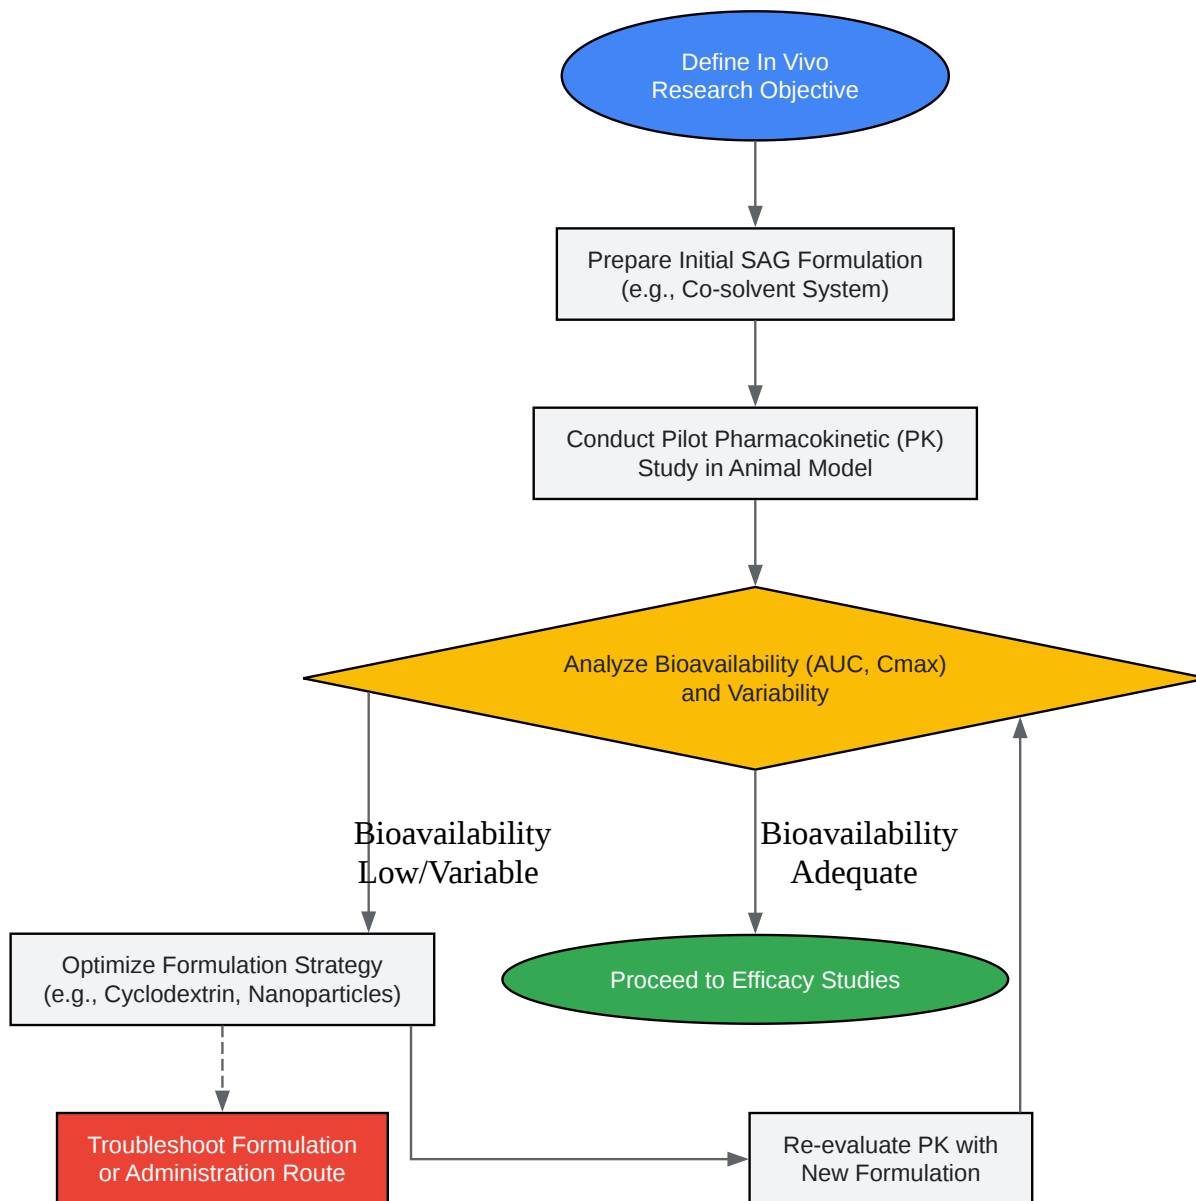 Define In Vivo
Research Objective
Prepare Initial SAG Formulation
(e.g., Co-solvent System)
Conduct Pilot Pharmacokinetic (PK)
Study in Animal Model
Analyze Bioavailability (AUC, Cmax)
and Variability
Bioavailability
Low/Variable
Bioavailability
Adequate
Optimize Formulation Strategy
(e.g., Cyclodextrin, Nanoparticles)
Proceed to Efficacy Studies
Troubleshoot Formulation
or Administration Route
Re-evaluate PK with
New Formulation